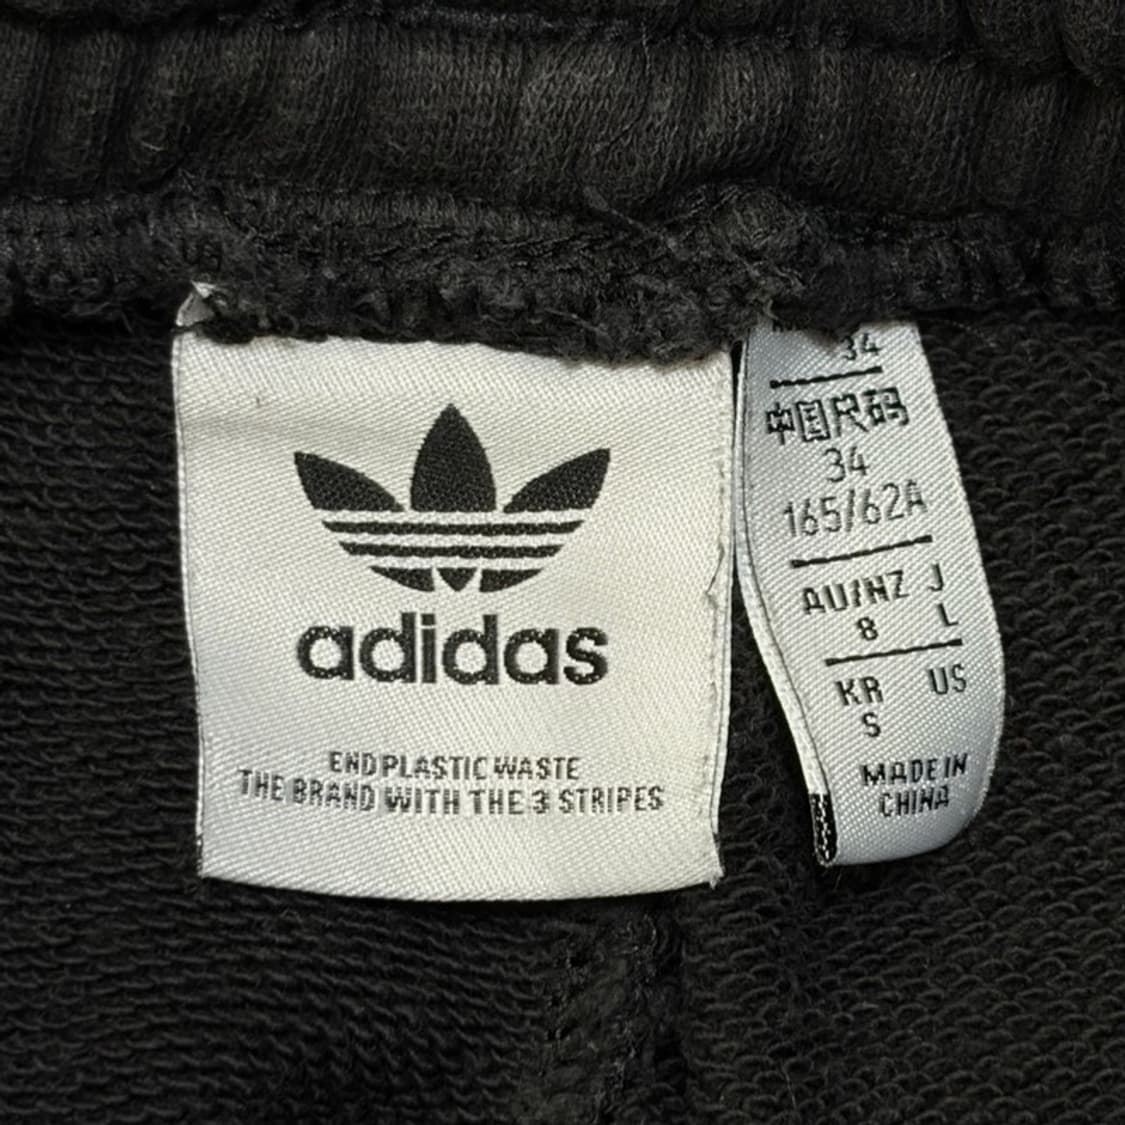 adidas
END PLASTIC WASTE
THE BRAND WITH THE 3 STRIPES
34
中国尺码
34
165/62A
AU/NZ J
8 L
KR US
S
MADE IN
CHINA